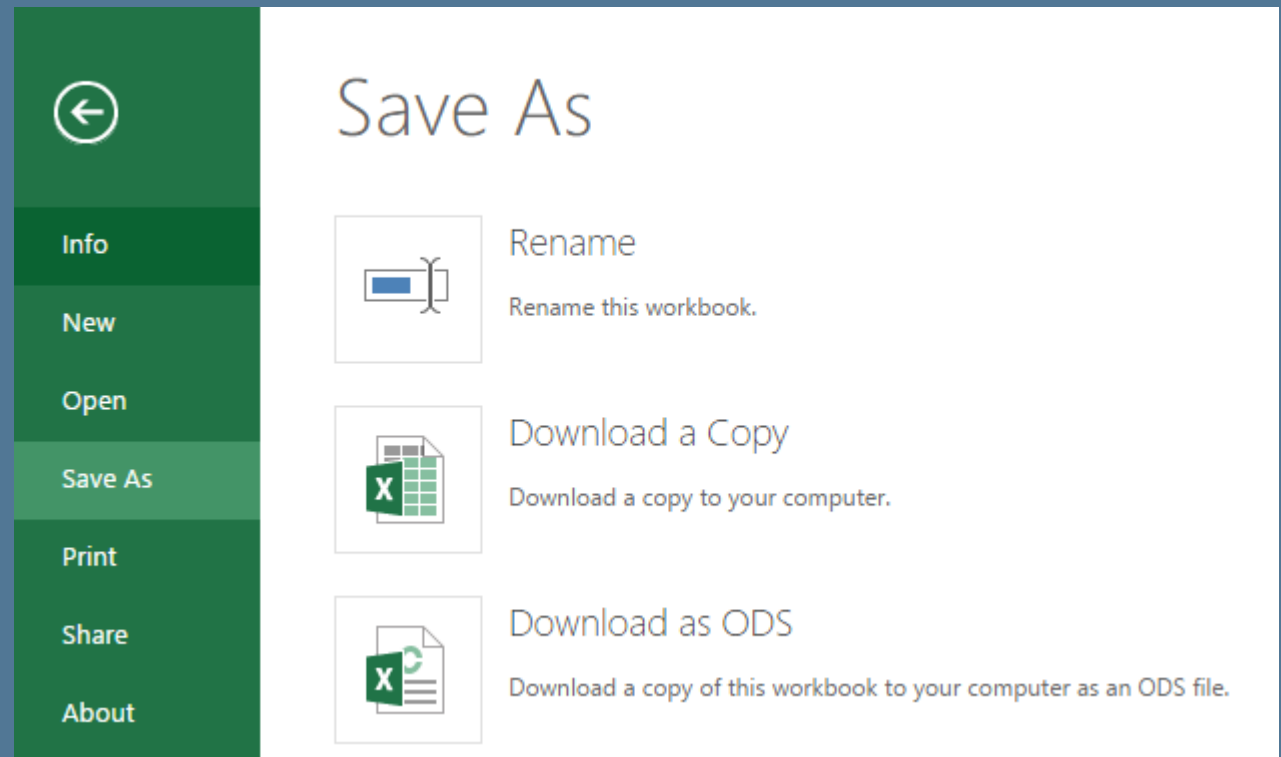 Save As
Info
New
Open
Save As
Print
Share
About
Rename
Rename this workbook.
X
Download a Copy
Download a copy to your computer.
X
Download as ODS
Download a copy of this workbook to your computer as an ODS file.